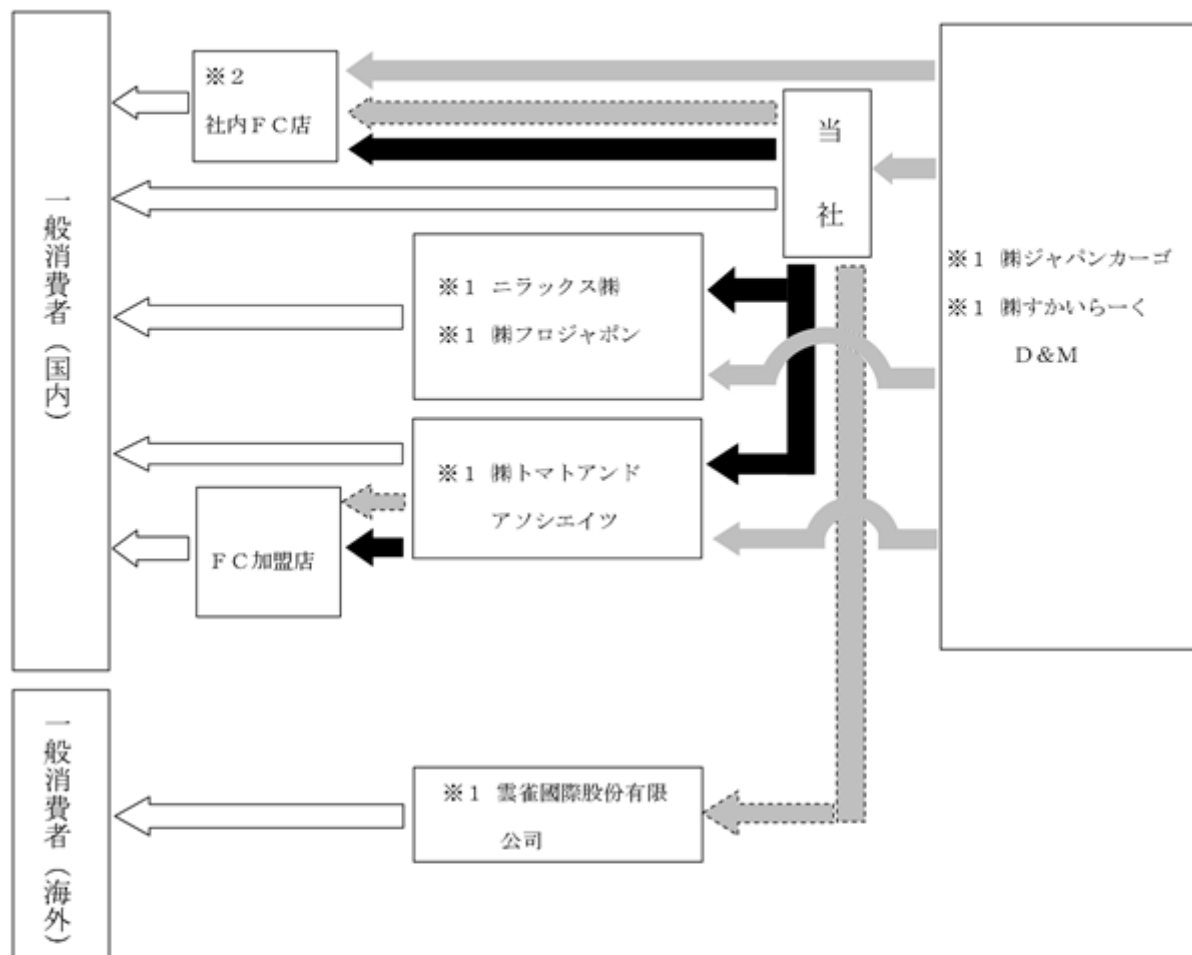 一般消費者（国内）
※２
社内ＦＣ店
当社
※１ ㈱ジャパンカーゴ
※１ ㈱すかいらーく
Ｄ＆Ｍ
※１ ニラックス㈱
※１ ㈱フロジャポン
※１ ㈱トマトアンド
アソシエイツ
ＦＣ加盟店
一般消費者（海外）
※１ 雲雀國際股份有限
公司